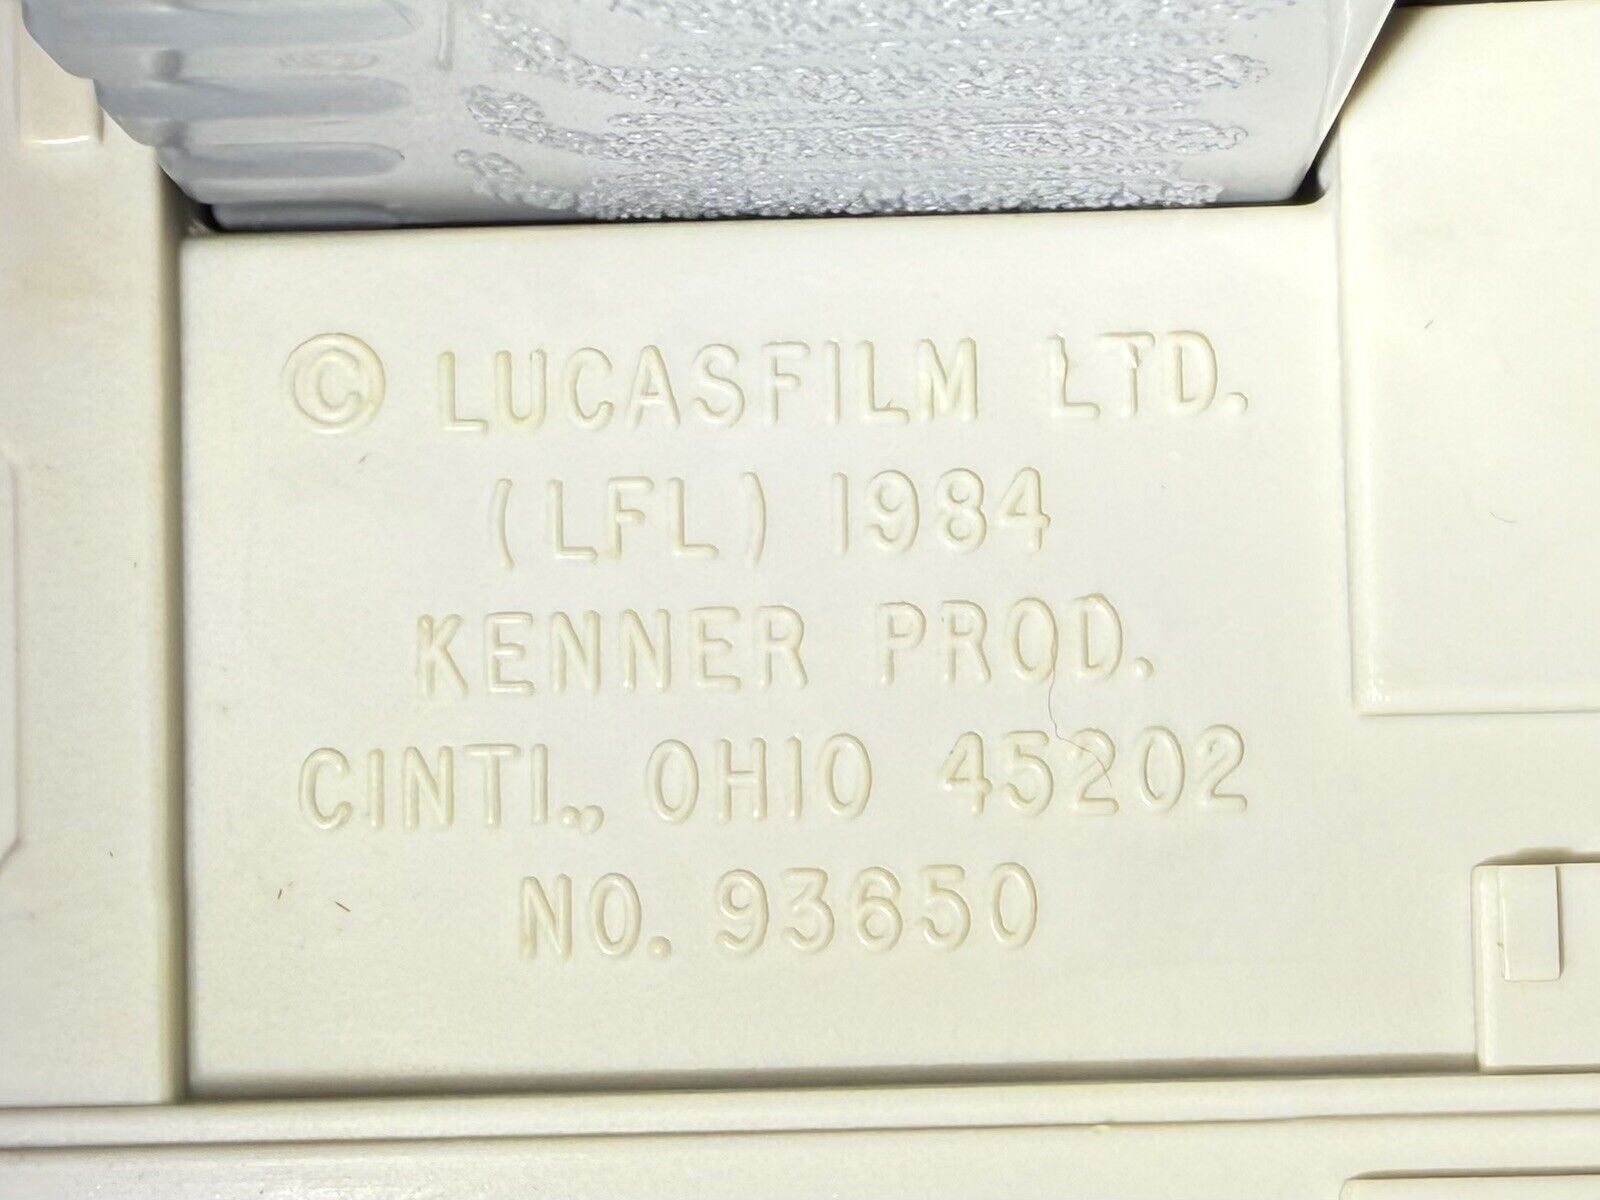 © LUCASFILM LTD.
(LFL) 1984
KENNER PROD.
CINTI., OHIO 45202
NO. 93650